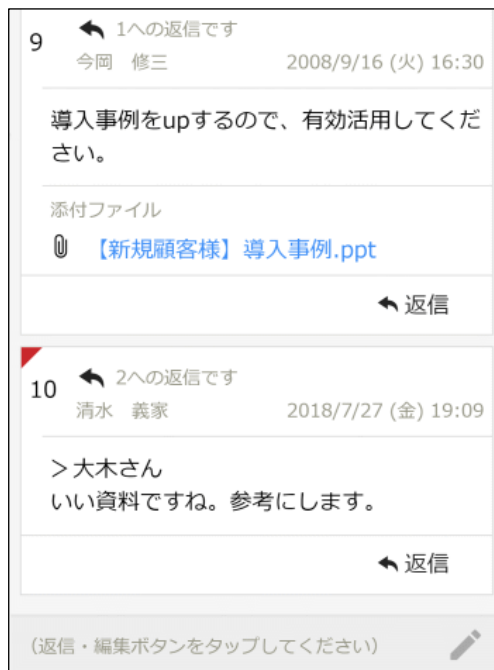 9
1への返信です
今岡 修三 2008/9/16 (火) 16:30
導入事例をupするので、有効活用してくだ
さい。
添付ファイル
【新規顧客様】導入事例.ppt
返信
10
2への返信です
清水 義家 2018/7/27 (金) 19:09
＞大木さん
いい資料ですね。参考にします。
返信
(返信・編集ボタンをタップしてください)